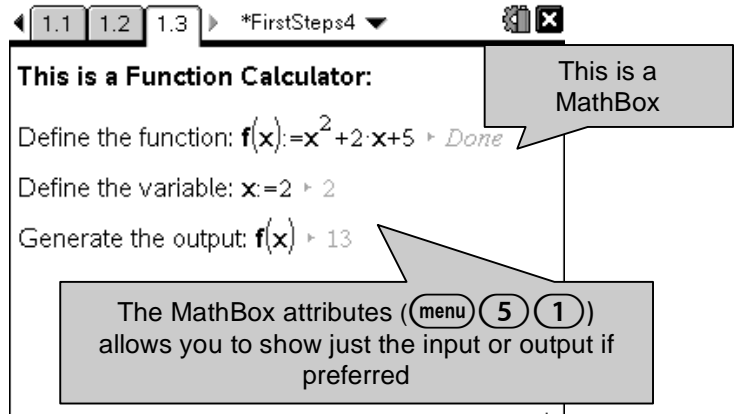 1.1 1.2 1.3 *FirstSteps4
This is a Function Calculator:
This is a
MathBox
Define the function: f(x):=x²+2·x+5 ▸ Done
Define the variable: x:=2 ▸ 2
Generate the output: f(x) ▸ 13
The MathBox attributes ((menu)(5)(1))
allows you to show just the input or output if
preferred